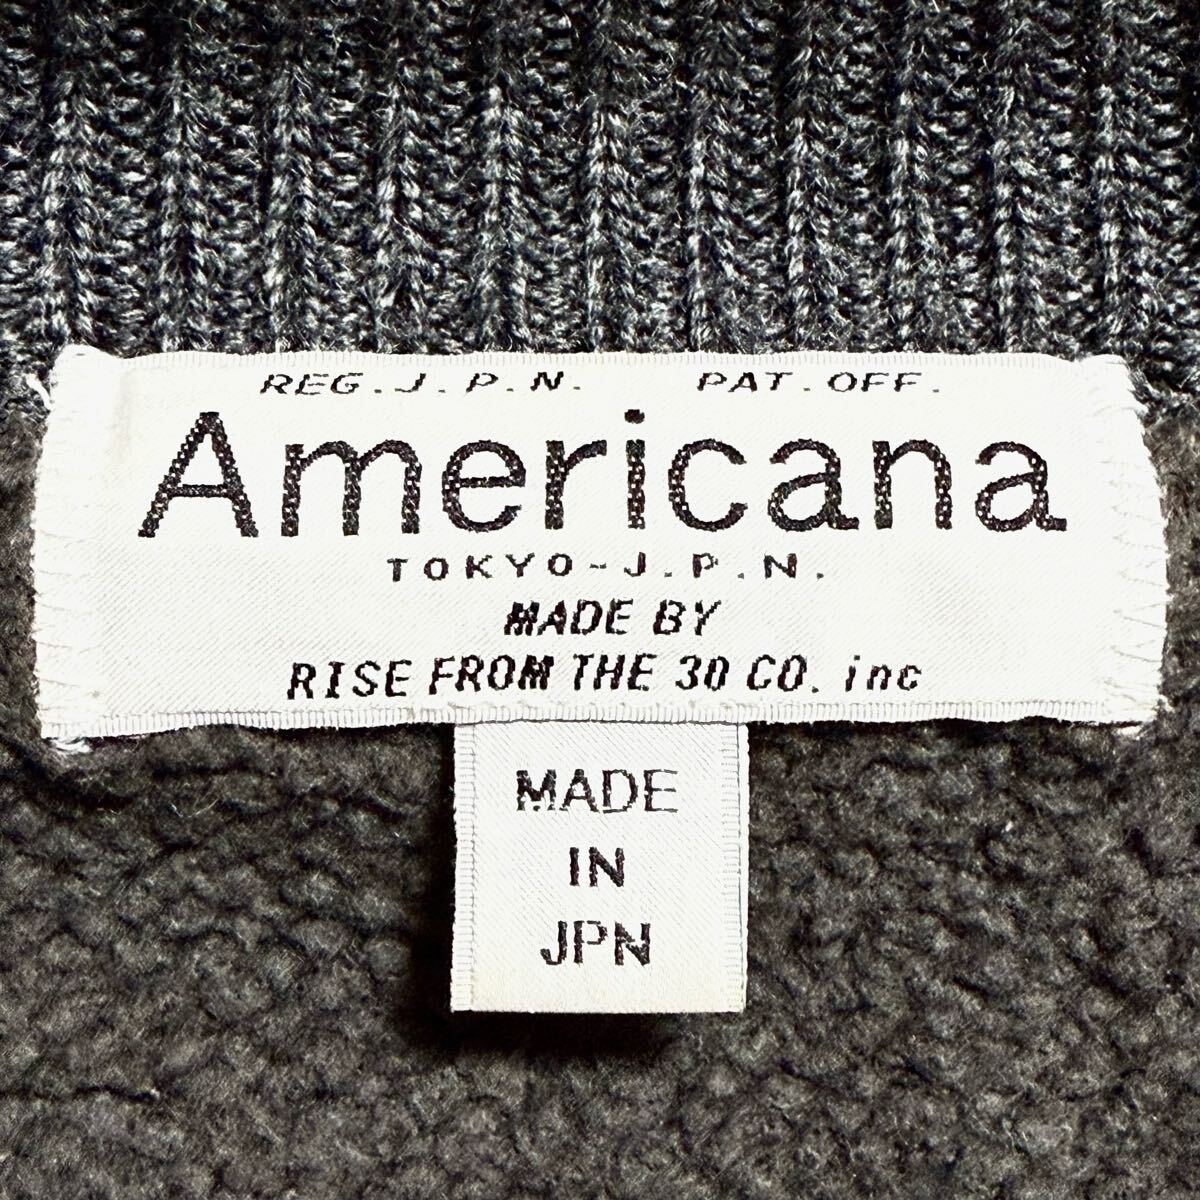 REG.J.P.N. PAT.OFF.
Americana
TOKYO-J.P.N.
MADE BY
RISE FROM THE 30 CO. inc
MADE
IN
JPN